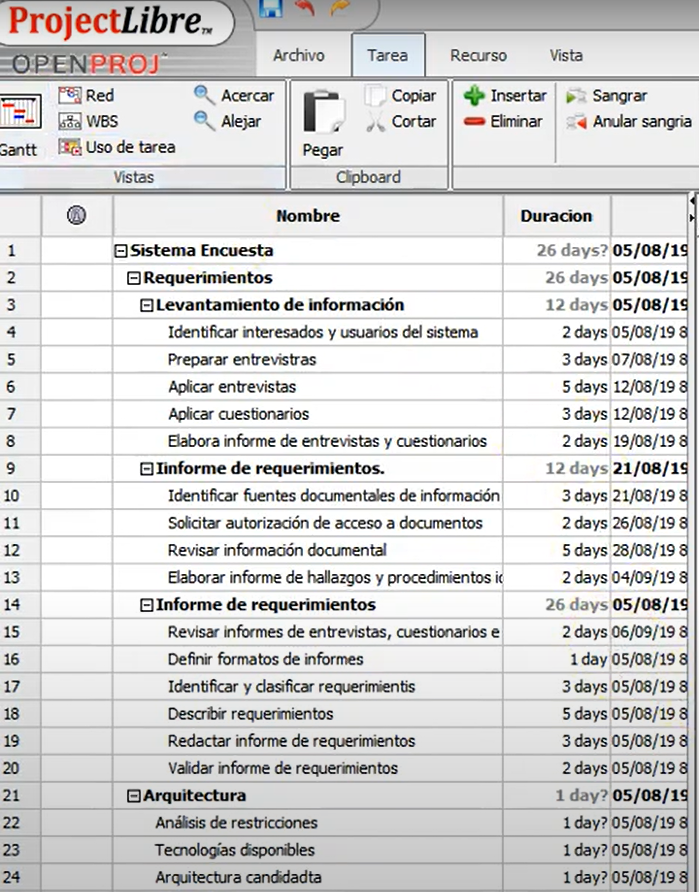 ProjectLibre™
OPENPROJ™
Archivo Tarea Recurso Vista
Red Acercar Copiar Insertar Sangrar
WBS Alejar Cortar Eliminar Anular sangria
Gantt Uso de tarea Pegar
Vistas Clipboard
Nombre Duracion
1 Sistema Encuesta 26 days? 05/08/19
2 Requerimientos 26 days 05/08/19
3 Levantamiento de información 12 days 05/08/19
4 Identificar interesados y usuarios del sistema 2 days 05/08/19 8
5 Preparar entrevistras 3 days 07/08/19 8
6 Aplicar entrevistas 5 days 12/08/19 8
7 Aplicar cuestionarios 3 days 12/08/19 8
8 Elabora informe de entrevistas y cuestionarios 2 days 19/08/19 8
9 Iinforme de requerimientos. 12 days 21/08/19
10 Identificar fuentes documentales de información 3 days 21/08/19 8
11 Solicitar autorización de acceso a documentos 2 days 26/08/19 8
12 Revisar información documental 5 days 28/08/19 8
13 Elaborar informe de hallazgos y procedimientos 2 days 04/09/19 8
14 Informe de requerimientos 26 days 05/08/19
15 Revisar informes de entrevistas, cuestionarios e 2 days 06/09/19 8
16 Definir formatos de informes 1 day 05/08/19 8
17 Identificar y clasificar requerimientis 3 days 05/08/19 8
18 Describir requerimientos 5 days 05/08/19 8
19 Redactar informe de requerimientos 3 days 05/08/19 8
20 Validar informe de requerimientos 2 days 05/08/19 8
21 Arquitectura 1 day? 05/08/19
22 Análisis de restricciones 1 day? 05/08/19 8
23 Tecnologías disponibles 1 day? 05/08/19 8
24 Arquitectura candidadta 1 day? 05/08/19 8